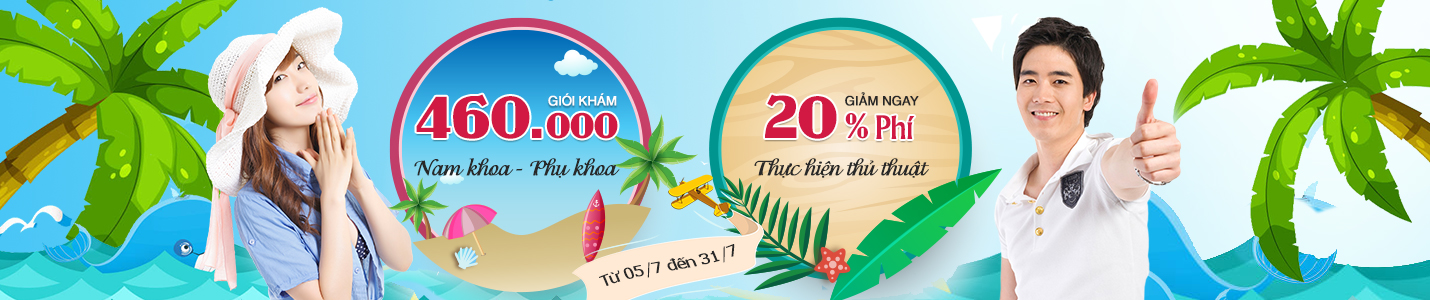 460.000
GIÓI KHÁM
Nam khoa - Phụ khoa
20
GIẢM NGAY
% Phí
Thực hiện thủ thuật
Từ 05/7 đến 31/7